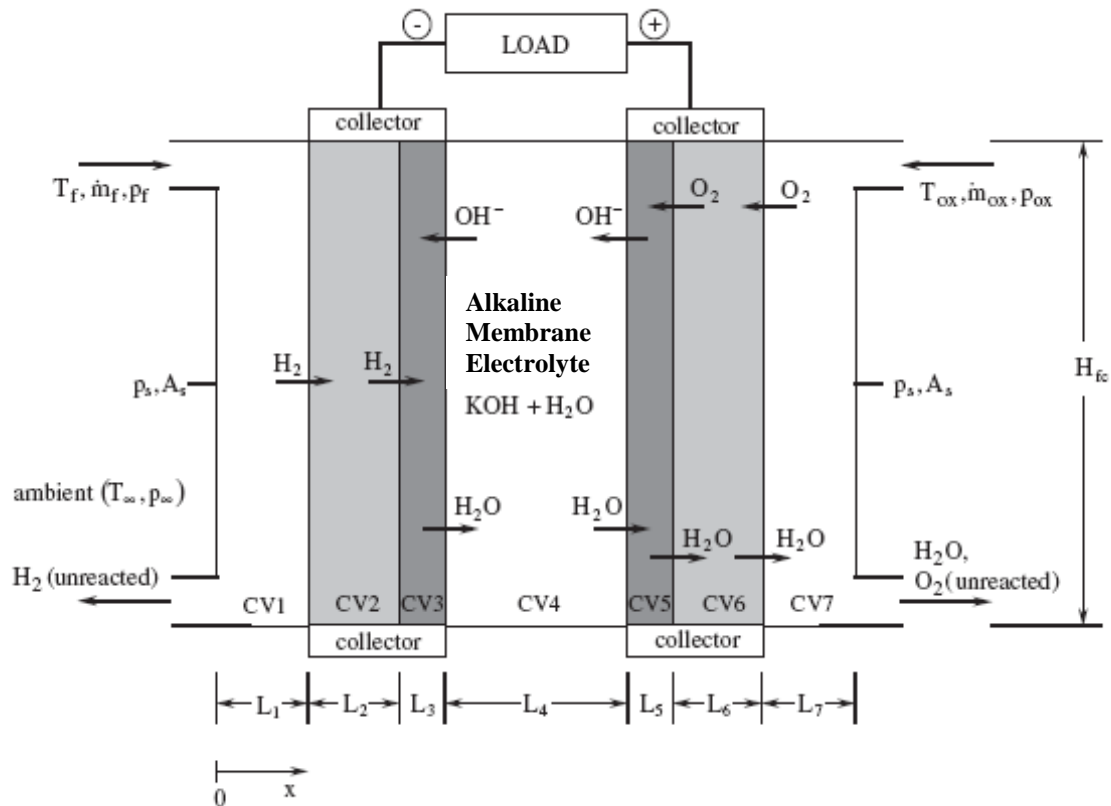 ⊖ LOAD ⊕
collector
collector
T_f, ṁ_f, p_f
O₂
O₂
T_ox, ṁ_ox, p_ox
OH⁻
OH⁻
Alkaline
Membrane
Electrolyte
KOH + H₂O
H₂
H₂
p_s, A_s
p_s, A_s
H_fc
ambient (T_∞, p_∞)
H₂O
H₂O
H₂O
H₂O
H₂ (unreacted)
H₂O,
O₂ (unreacted)
CV1
CV2
CV3
CV4
CV5
CV6
CV7
collector
collector
L₁
L₂
L₃
L₄
L₅
L₆
L₇
0
x